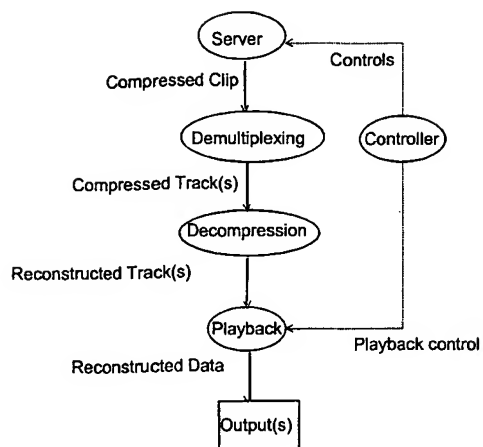 Server
Controls
Compressed Clip
Demultiplexing
Controller
Compressed Track(s)
Decompression
Reconstructed Track(s)
Playback
Playback control
Reconstructed Data
Output(s)